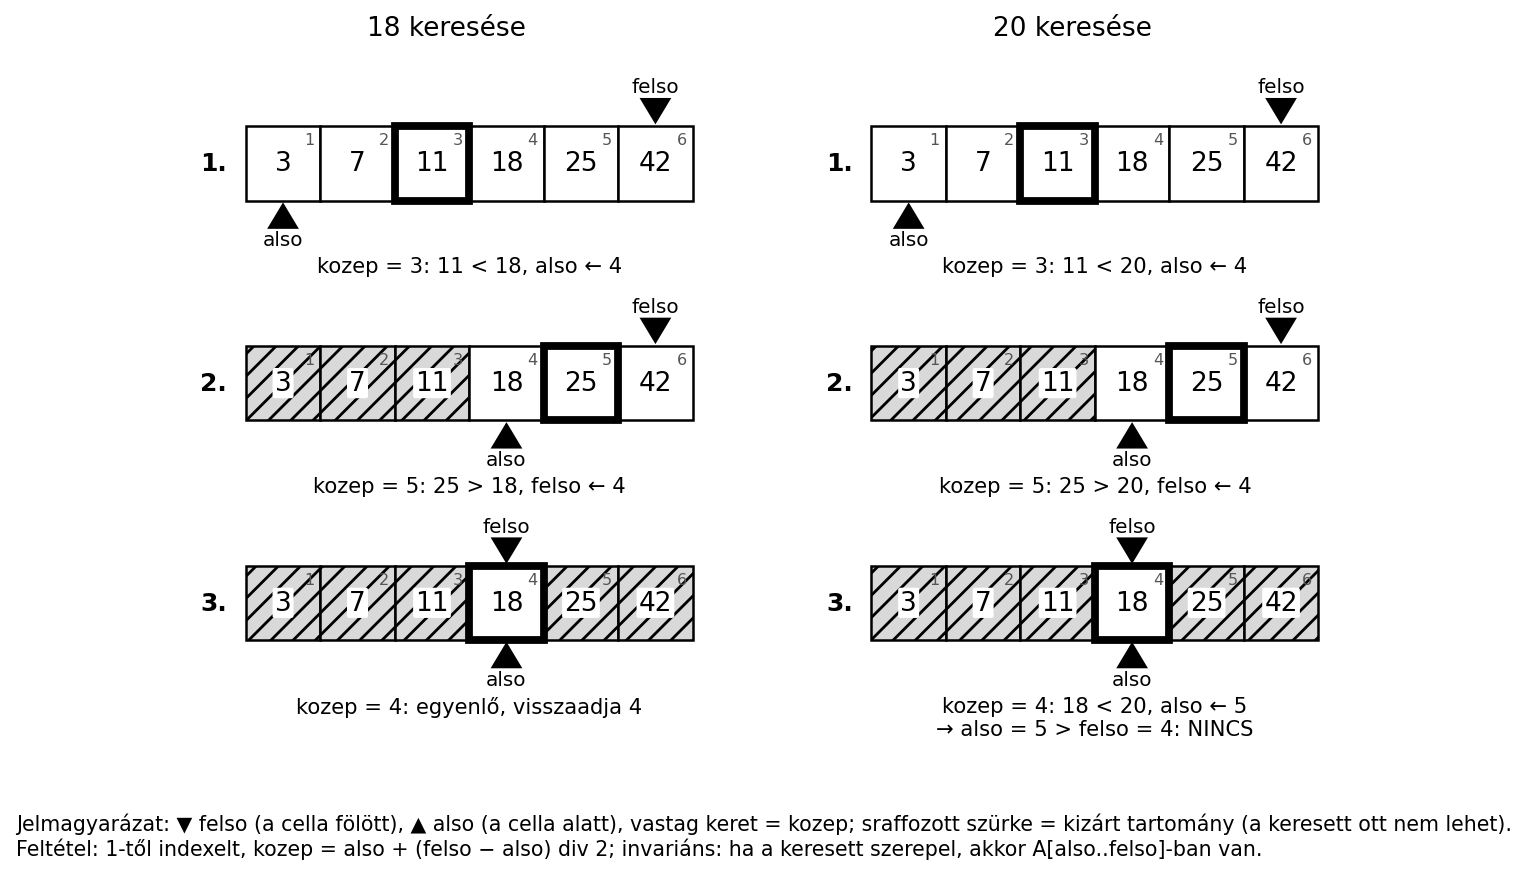 18 keresése
felso
1. 3 1 7 2 11 3 18 4 25 5 42 6
also
kozep = 3: 11 < 18, also ← 4
felso
2. 3 1 7 2 11 3 18 4 25 5 42 6
also
kozep = 5: 25 > 18, felso ← 4
felso
3. 3 1 7 2 11 3 18 4 25 5 42 6
also
kozep = 4: egyenlő, visszaadja 4
20 keresése
felso
1. 3 1 7 2 11 3 18 4 25 5 42 6
also
kozep = 3: 11 < 20, also ← 4
felso
2. 3 1 7 2 11 3 18 4 25 5 42 6
also
kozep = 5: 25 > 20, felso ← 4
felso
3. 3 1 7 2 11 3 18 4 25 5 42 6
also
kozep = 4: 18 < 20, also ← 5
→ also = 5 > felso = 4: NINCS
Jelmagyarázat: ▼ felso (a cella fölött), ▲ also (a cella alatt), vastag keret = kozep; sraffozott szürke = kizárt tartomány (a keresett ott nem lehet).
Feltétel: 1-től indexelt, kozep = also + (felso − also) div 2; invariáns: ha a keresett szerepel, akkor A[also..felso]-ban van.